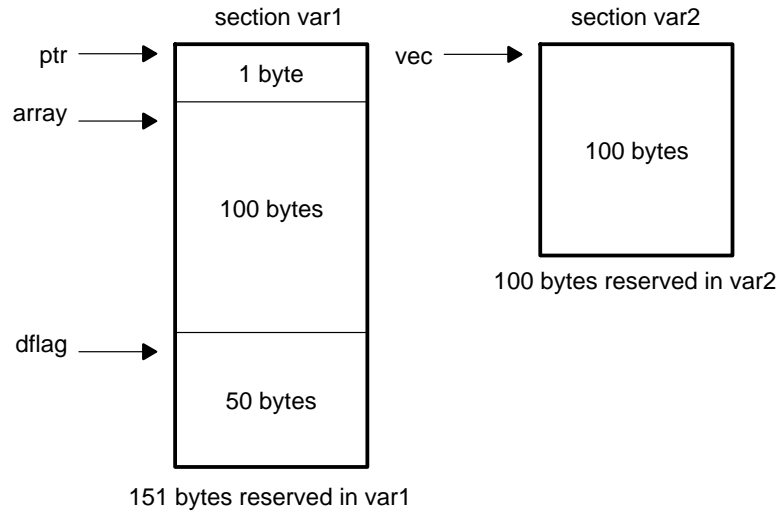 section var1
ptr
1 byte
array
100 bytes
dflag
50 bytes
151 bytes reserved in var1
section var2
vec
100 bytes
100 bytes reserved in var2